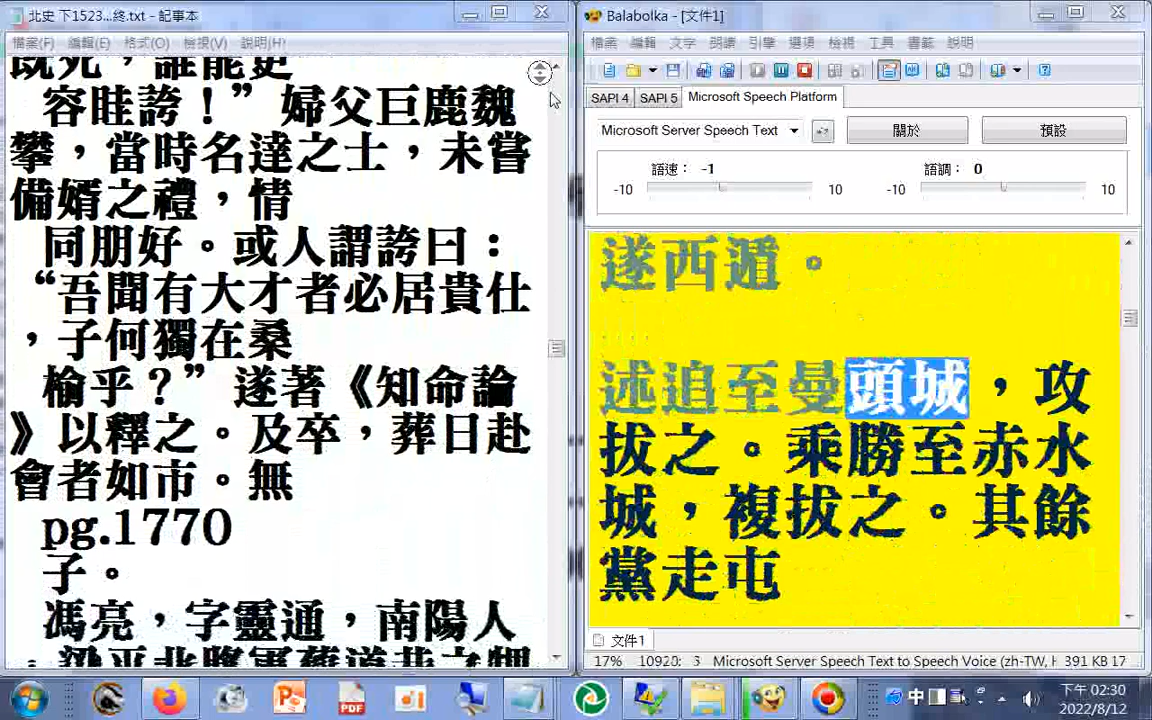 北史 下1523...終.txt - 記事本
檔案(F) 編輯(E) 格式(O) 檢視(V) 說明(H)
既死，誰能更
容眭誇！”婦父巨鹿魏
攀，當時名達之士，未嘗
備婿之禮，情
同朋好。或人謂誇曰：
“吾聞有大才者必居貴仕
，子何獨在桑
榆乎？”遂著《知命論
》以釋之。及卒，葬日赴
會者如市。無
pg.1770
子。
馮亮，字靈通，南陽人
Balabolka - [文件1]
檔案 編輯 文字 朗讀 引擎 選項 檢視 工具 書籤 說明
SAPI 4 SAPI 5 Microsoft Speech Platform
Microsoft Server Speech Text 關於 預設
語速： -1 語調： 0
-10 10 -10 10
遂西遁。
述追至曼頭城，攻
拔之。乘勝至赤水
城，複拔之。其餘
黨走屯
文件1
17% 10920: 3 Microsoft Server Speech Text to Speech Voice (zh-TW, H 391 KB 17
PDF
中
下午 02:30
2022/8/12